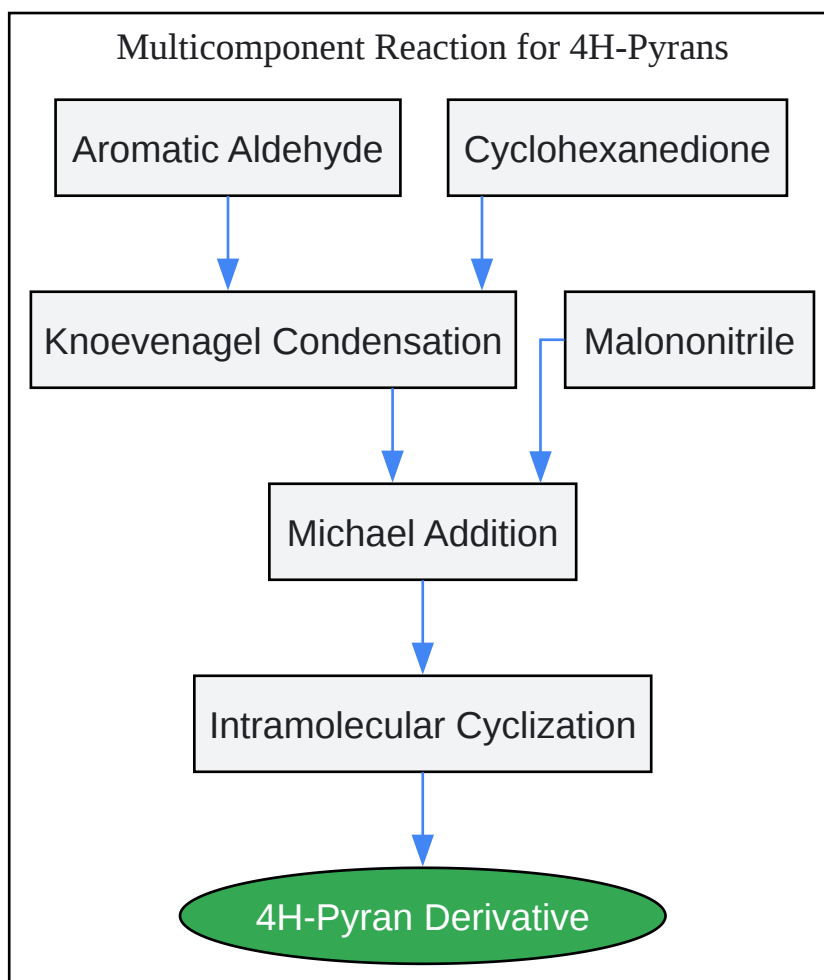 Multicomponent Reaction for 4H-Pyrans
Aromatic Aldehyde
Cyclohexanedione
Knoevenagel Condensation
Malononitrile
Michael Addition
Intramolecular Cyclization
4H-Pyran Derivative